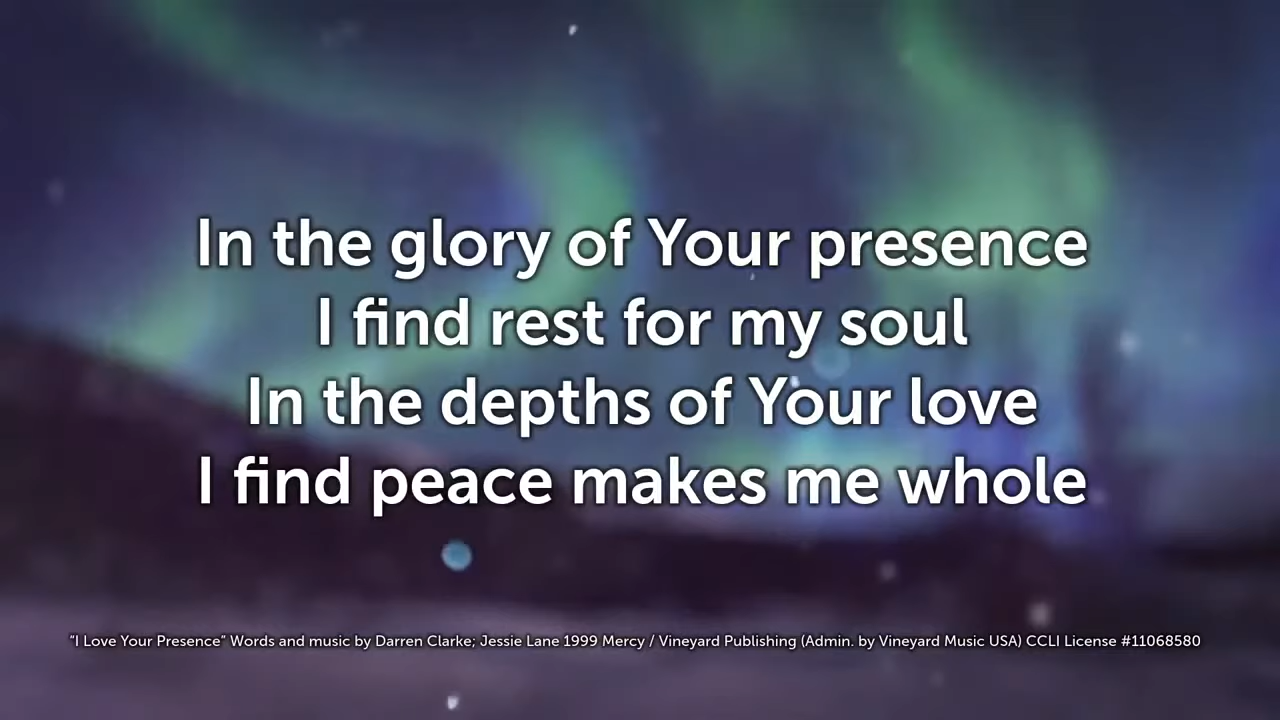 In the glory of Your presence
I find rest for my soul
In the depths of Your love
I find peace makes me whole
"I Love Your Presence" Words and music by Darren Clarke; Jessie Lane 1999 Mercy / Vineyard Publishing (Admin. by Vineyard Music USA) CCLI License #11068580